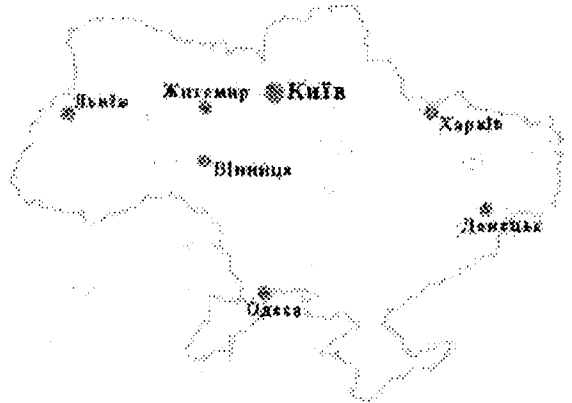 Житомир
Київ
Львів
Харків
Вінниця
Донецьк
Одеса